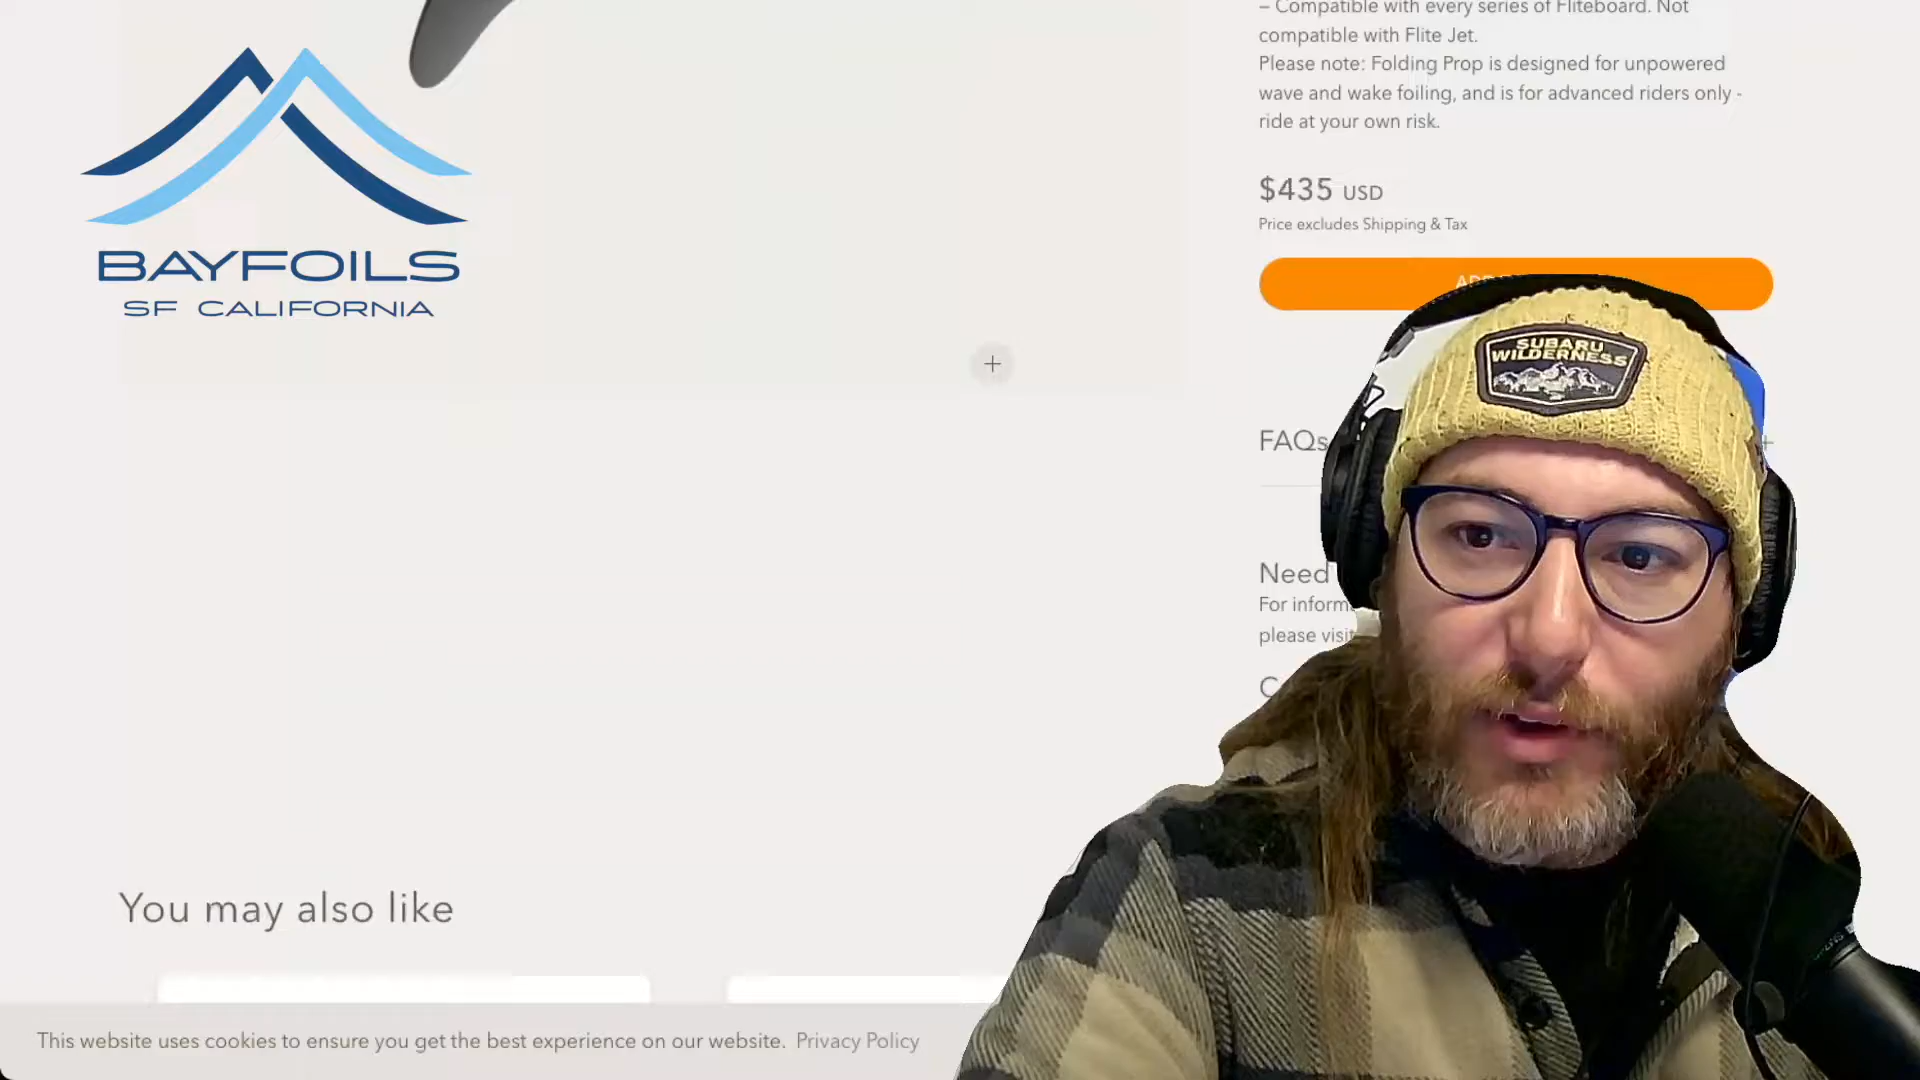 – Compatible with every series of Fliteboard. Not
compatible with Flite Jet.
Please note: Folding Prop is designed for unpowered
wave and wake foiling, and is for advanced riders only -
ride at your own risk.
$435 USD
Price excludes Shipping & Tax
BAYFOILS
SF CALIFORNIA
SUBARU
WILDERNESS
FAQs
Need
For
please visit
You may also like
This website uses cookies to ensure you get the best experience on our website. Privacy Policy